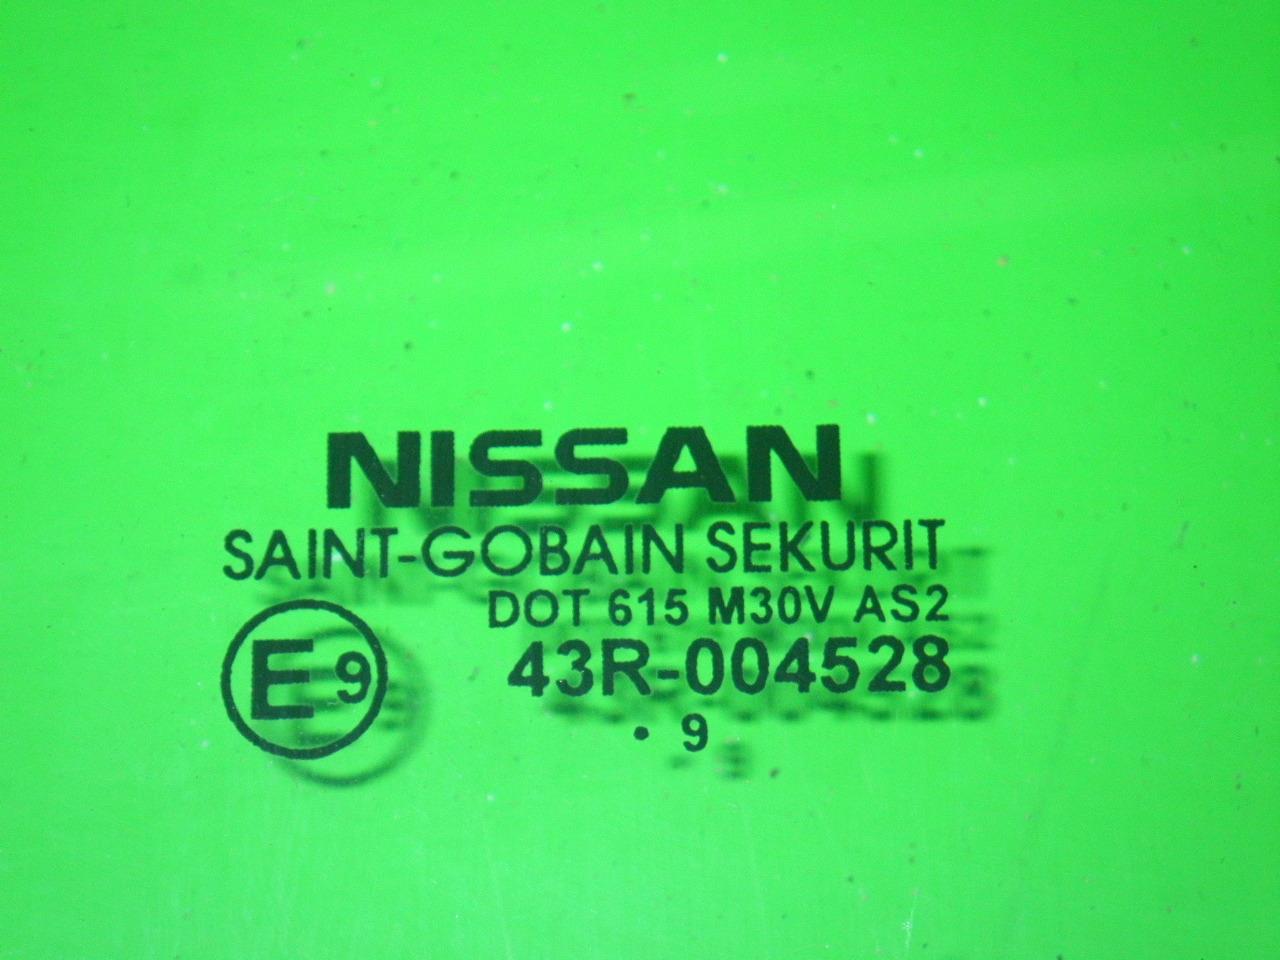 NISSAN
SAINT-GOBAIN SEKURIT
DOT 615 M30V AS2
E9 43R-004528
· 9